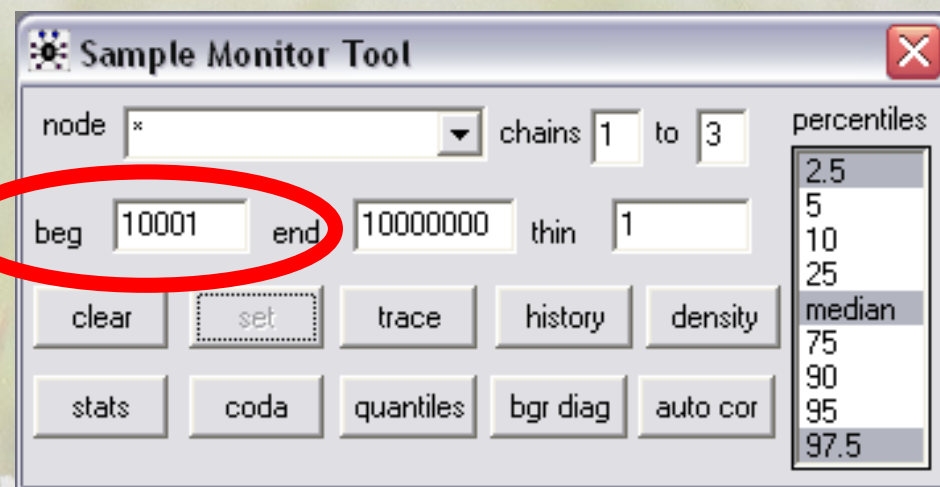 Sample Monitor Tool
node * chains 1 to 3 percentiles
beg 10001 end 10000000 thin 1
clear set trace history density
stats coda quantiles bgr diag auto cor
2.5
5
10
25
median
75
90
95
97.5